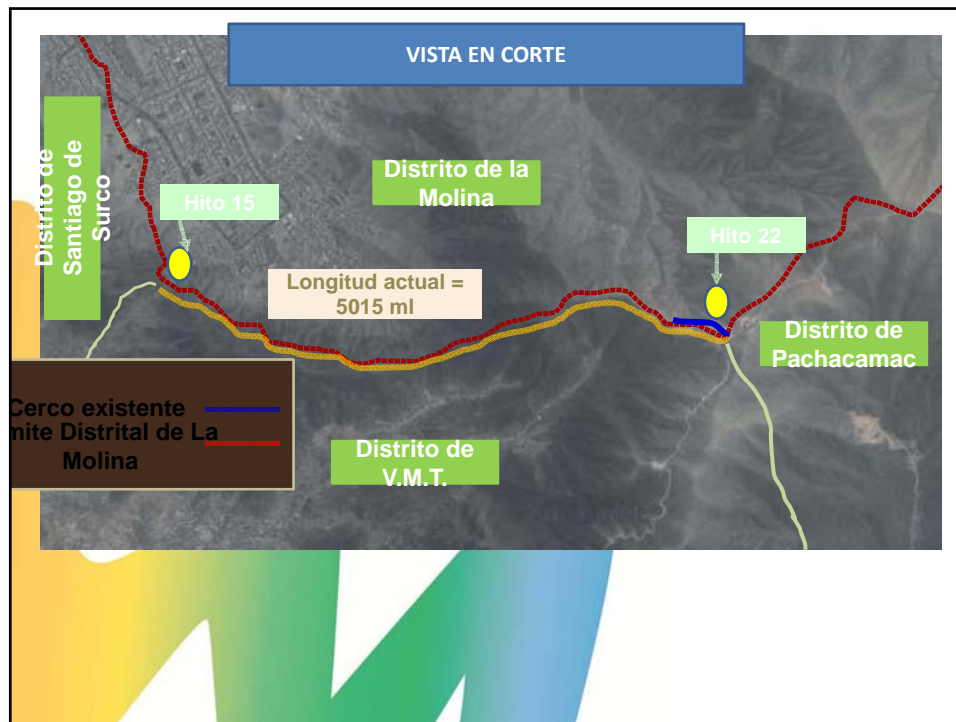 VISTA EN CORTE
Distrito de
Santiago de
Surco
Hito 15
Distrito de la
Molina
Hito 22
Longitud actual =
5015 ml
Distrito de
Pachacamac
Cerco existente
mite Distrital de La
Molina
Distrito de
V.M.T.